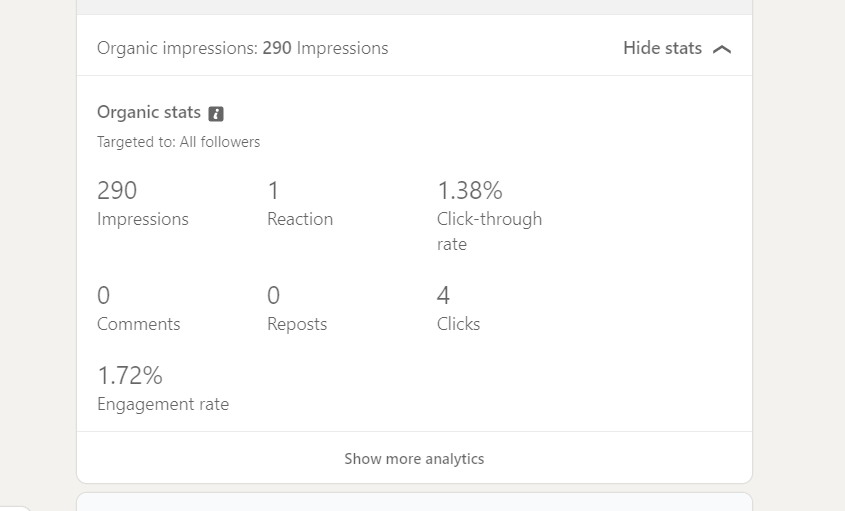 Organic impressions: 290 Impressions
Hide stats
Organic stats
Targeted to: All followers
290
Impressions
1
Reaction
1.38%
Click-through
rate
0
Comments
0
Reposts
4
Clicks
1.72%
Engagement rate
Show more analytics